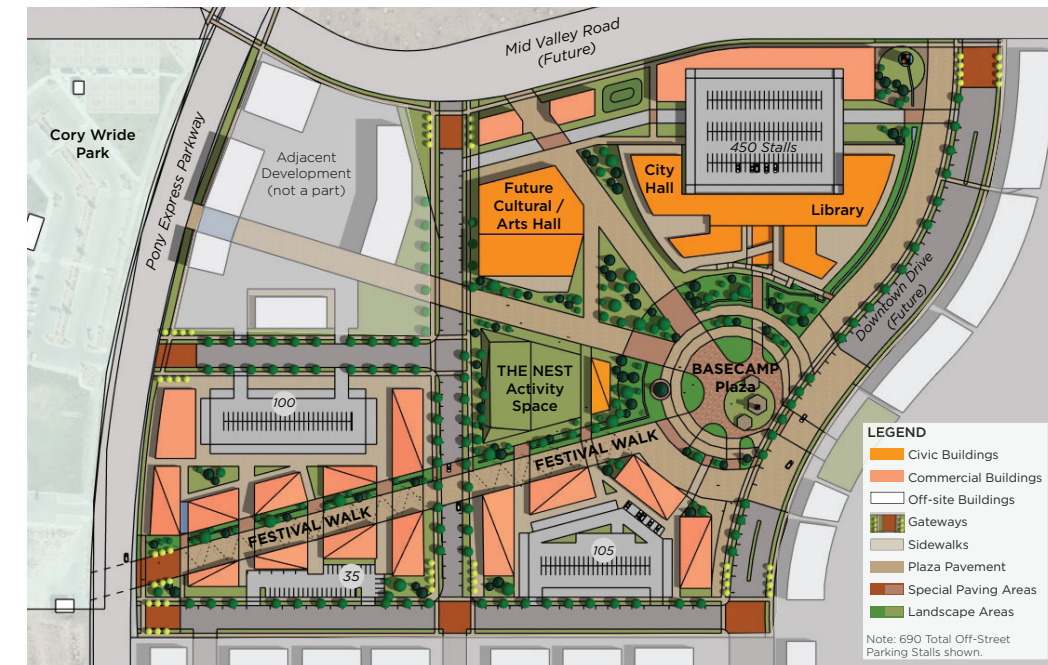 Mid Valley Road
(Future)
Cory Wride
Park
Pony Express Parkway
Adjacent
Development
(not a part)
450 Stalls
City
Hall
Library
Future
Cultural /
Arts Hall
Downtown Drive
(Future)
THE NEST
Activity
Space
BASECAMP
Plaza
100
FESTIVAL WALK
FESTIVAL WALK
35
105
LEGEND
Civic Buildings
Commercial Buildings
Off-site Buildings
Gateways
Sidewalks
Plaza Pavement
Special Paving Areas
Landscape Areas
Note: 690 Total Off-Street
Parking Stalls shown.